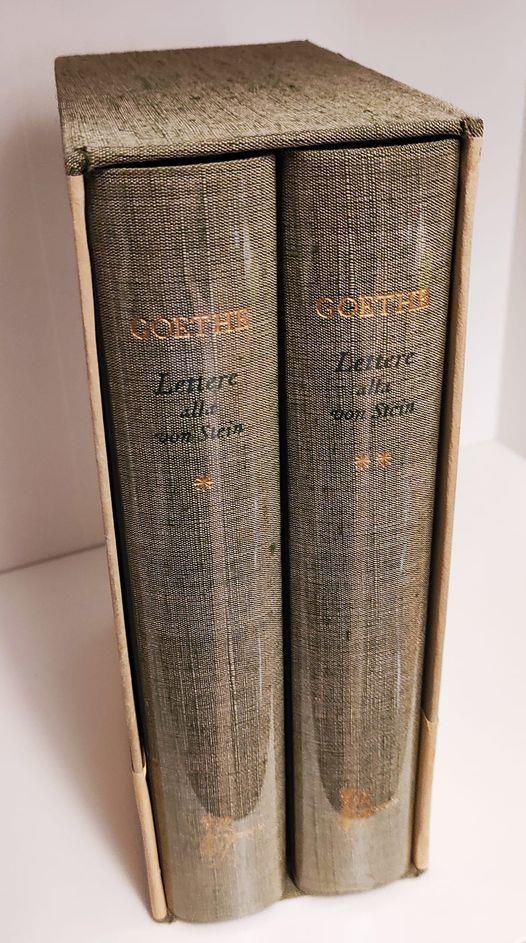 GOETHE
Lettere
alla
von Stein
*
GOETHE
Lettere
alla
von Stein
**